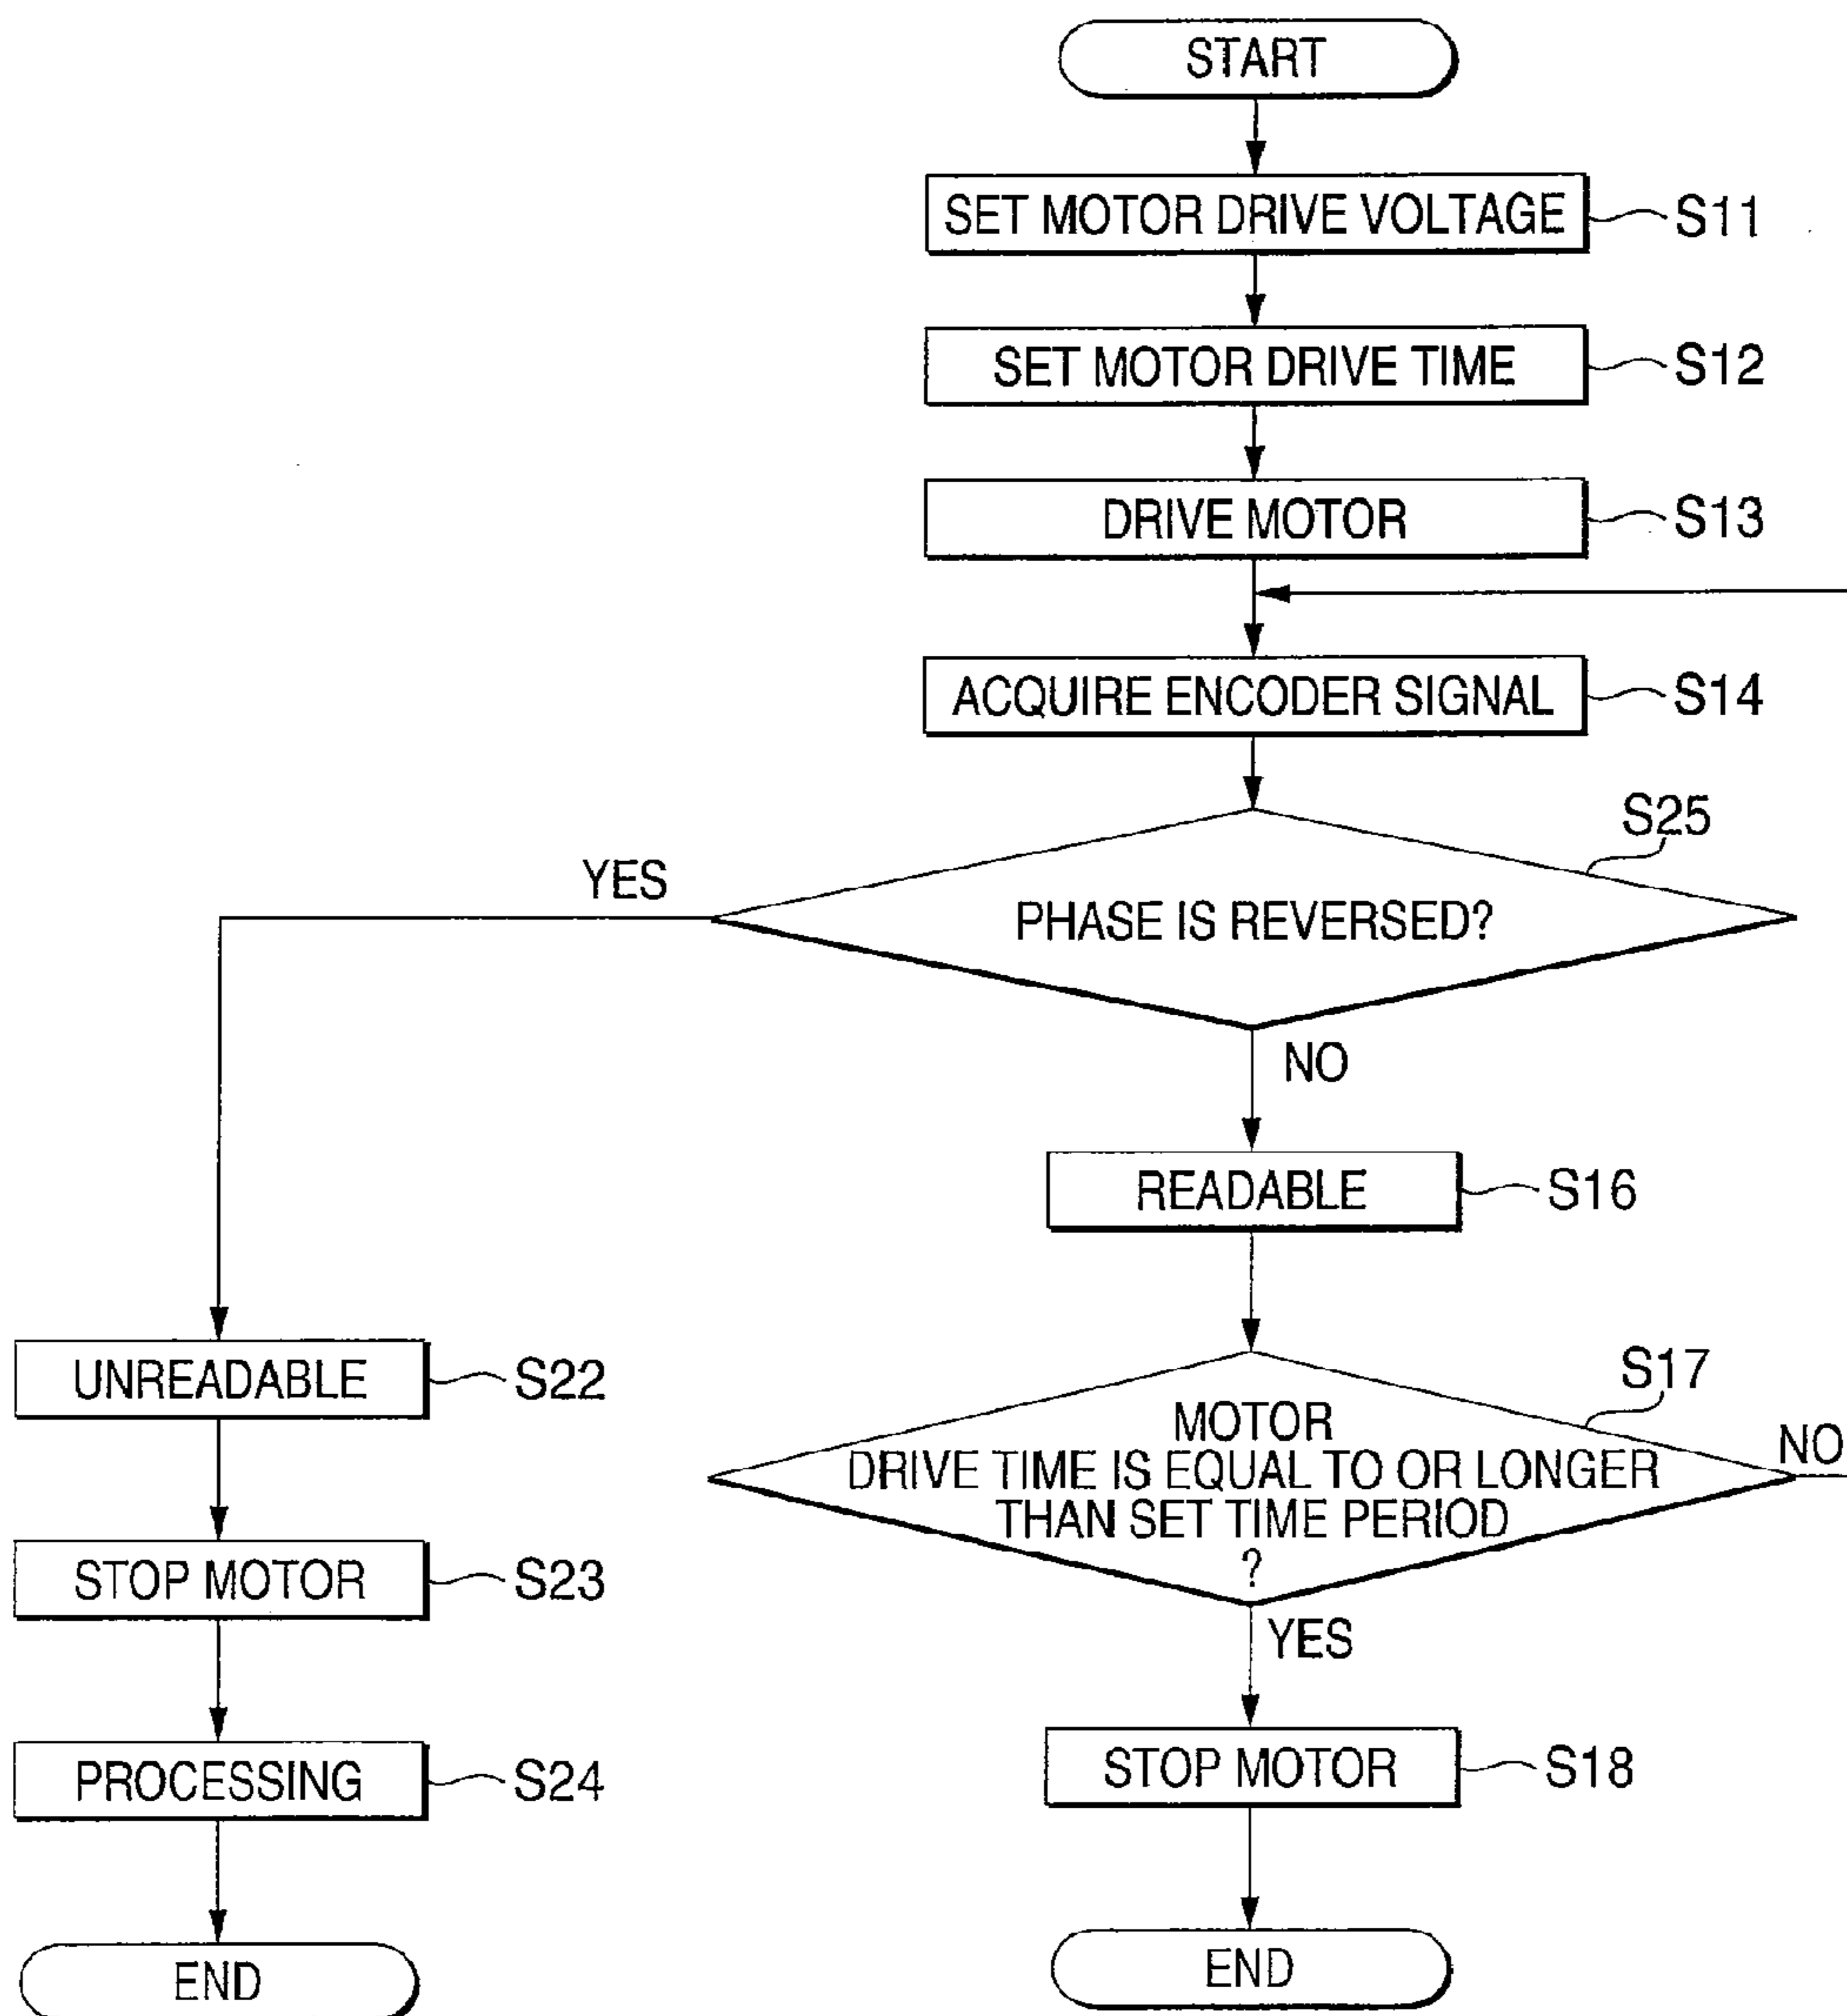 START
SET MOTOR DRIVE VOLTAGE
S11
SET MOTOR DRIVE TIME
S12
DRIVE MOTOR
S13
ACQUIRE ENCODER SIGNAL
S14
S25
YES
PHASE IS REVERSED?
NO
READABLE
S16
UNREADABLE
S22
S17
MOTOR
DRIVE TIME IS EQUAL TO OR LONGER
THAN SET TIME PERIOD
?
NO
YES
STOP MOTOR
S23
PROCESSING
S24
STOP MOTOR
S18
END
END